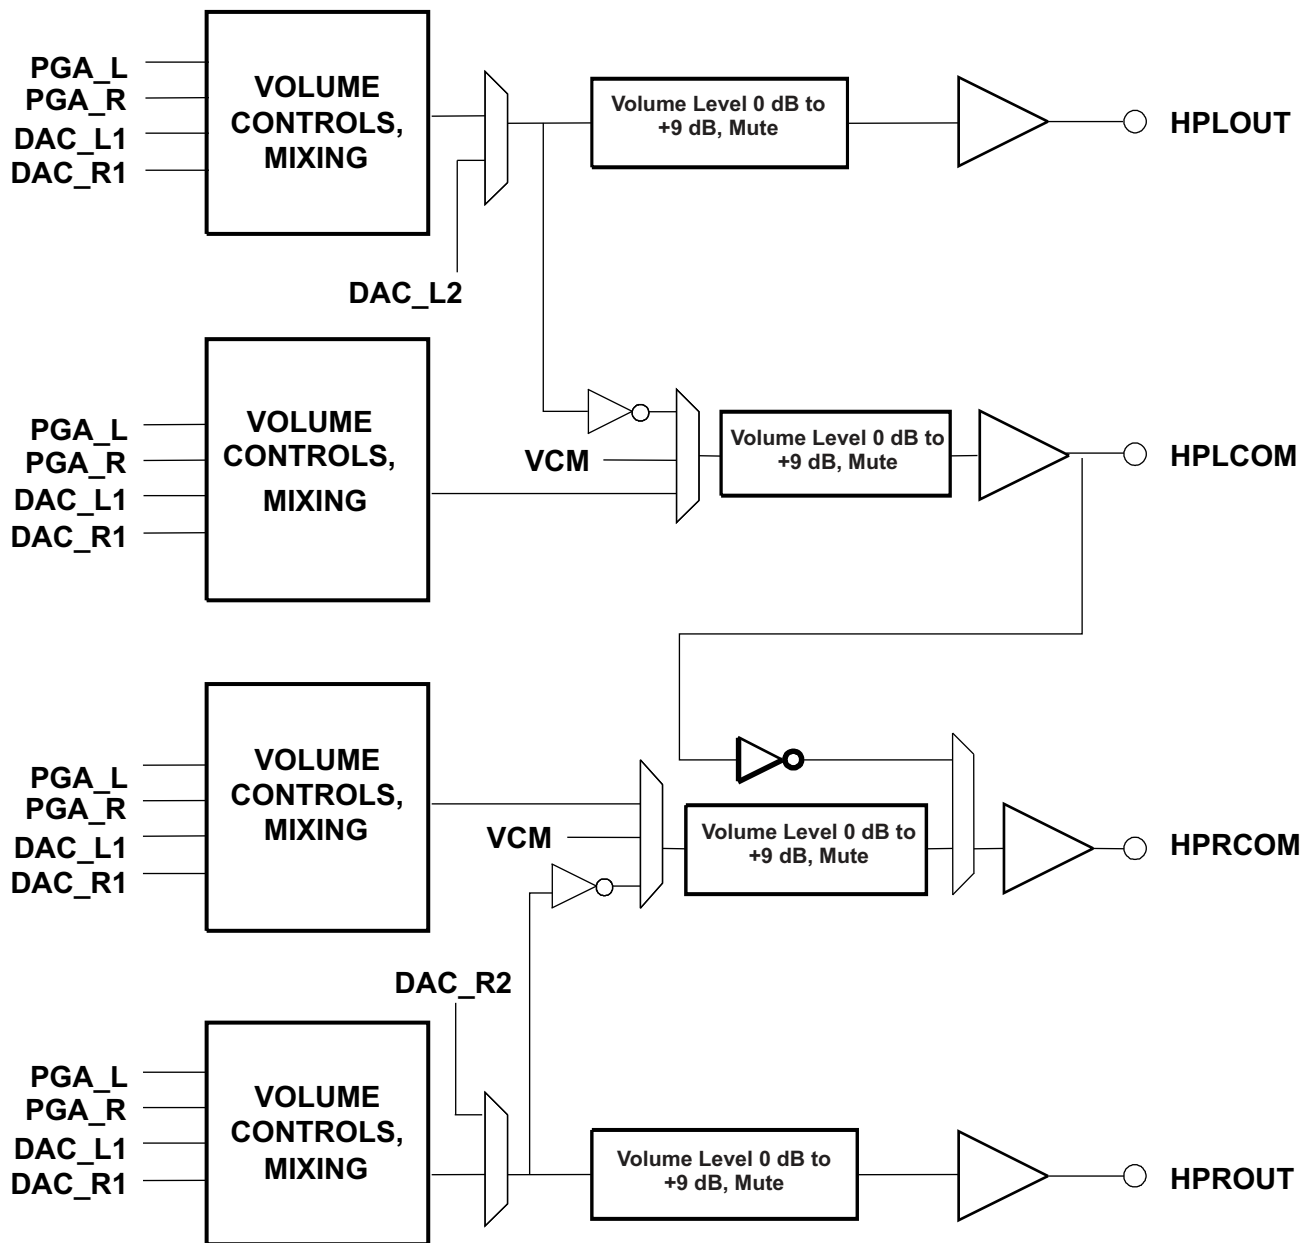 PGA_L
PGA_R
DAC_L1
DAC_R1
VOLUME
CONTROLS,
MIXING
DAC_L2
Volume Level 0 dB to
+9 dB, Mute
HPLOUT
PGA_L
PGA_R
DAC_L1
DAC_R1
VOLUME
CONTROLS,
MIXING
VCM
Volume Level 0 dB to
+9 dB, Mute
HPLCOM
PGA_L
PGA_R
DAC_L1
DAC_R1
VOLUME
CONTROLS,
MIXING
VCM
Volume Level 0 dB to
+9 dB, Mute
HPRCOM
DAC_R2
PGA_L
PGA_R
DAC_L1
DAC_R1
VOLUME
CONTROLS,
MIXING
Volume Level 0 dB to
+9 dB, Mute
HPROUT